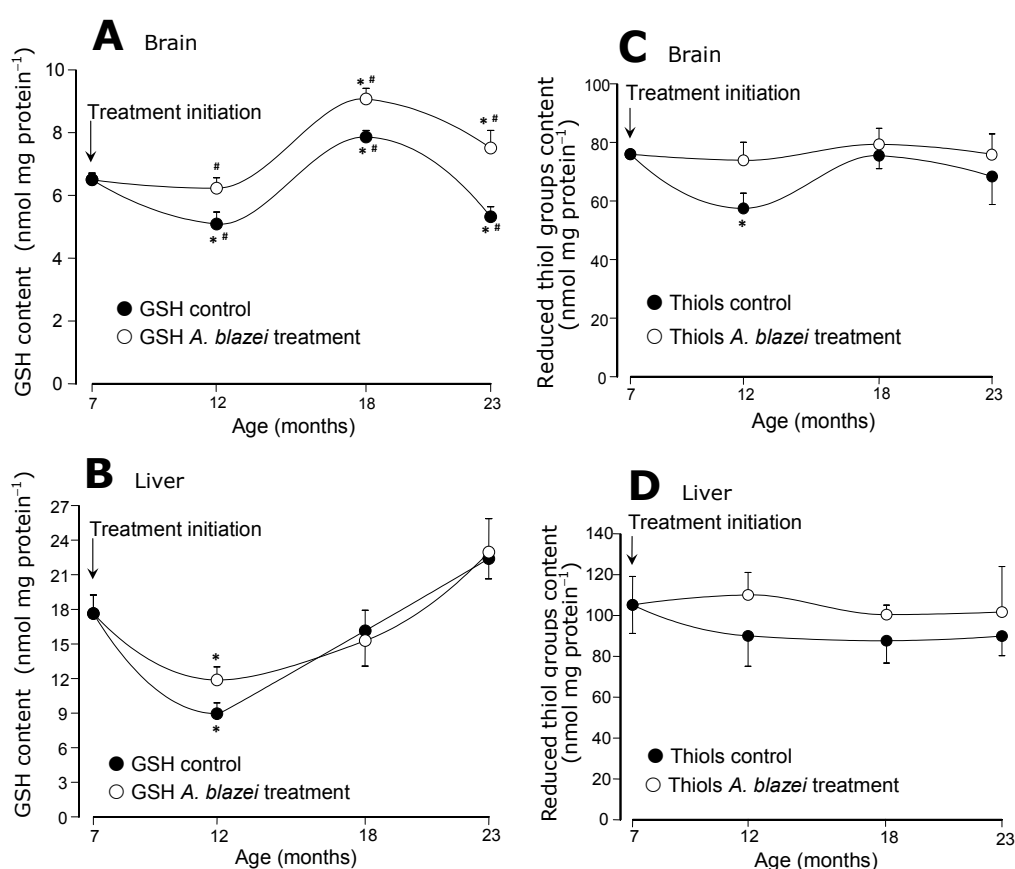 A Brain
GSH content (nmol mg protein⁻¹)
10
8
6
4
2
0
Treatment initiation
* #
* #
#
* #
* #
* #
GSH control
GSH A. blazei treatment
7 12 18 23
Age (months)
C Brain
Reduced thiol groups content
(nmol mg protein⁻¹)
100
80
60
40
20
0
Treatment initiation
*
Thiols control
Thiols A. blazei treatment
7 12 18 23
Age (months)
B Liver
GSH content (nmol mg protein⁻¹)
27
24
21
18
15
12
9
6
3
0
Treatment initiation
*
*
GSH control
GSH A. blazei treatment
7 12 18 23
Age (months)
D Liver
Reduced thiol groups content
(nmol mg protein⁻¹)
140
120
100
80
60
40
20
0
Treatment initiation
Thiols control
Thiols A. blazei treatment
7 12 18 23
Age (months)